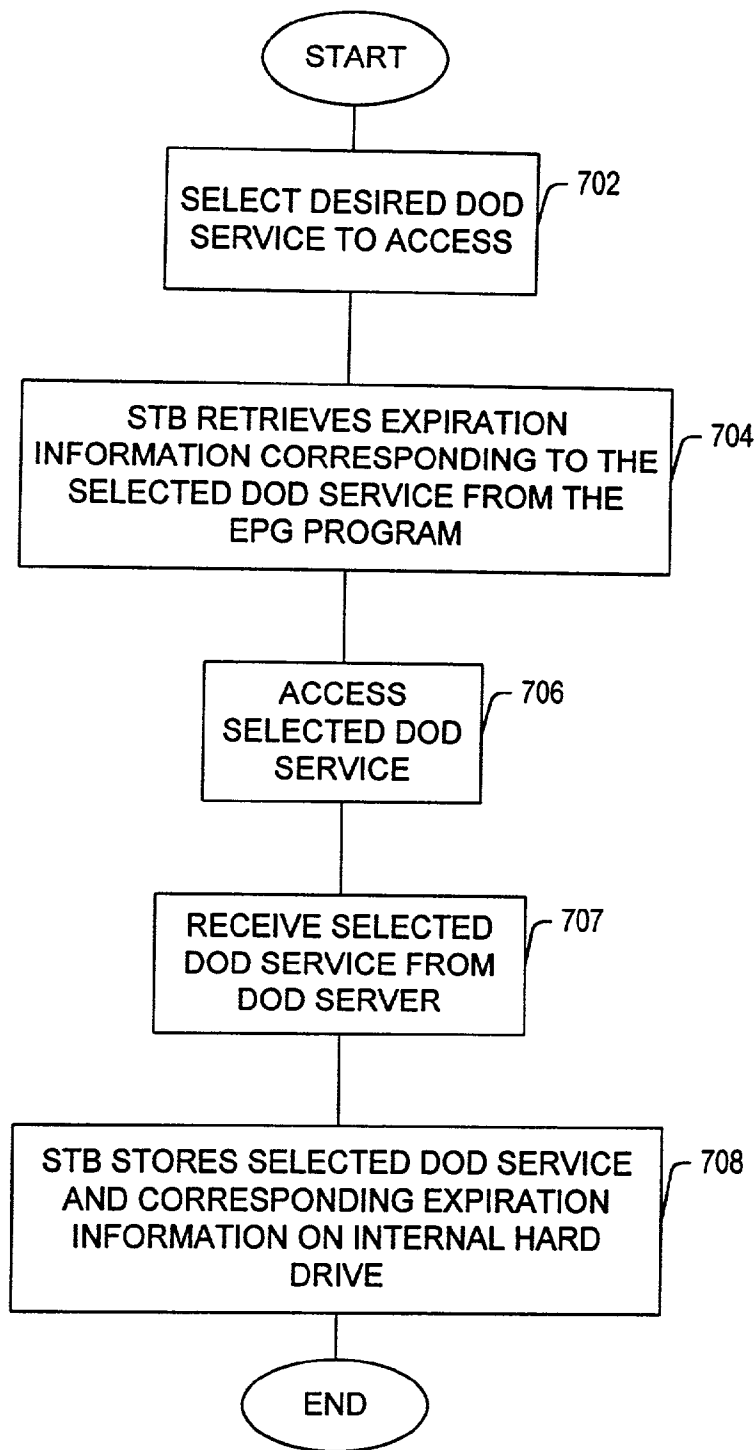 START
SELECT DESIRED DOD
SERVICE TO ACCESS
702
STB RETRIEVES EXPIRATION
INFORMATION CORRESPONDING TO THE
SELECTED DOD SERVICE FROM THE
EPG PROGRAM
704
ACCESS
SELECTED DOD
SERVICE
706
RECEIVE SELECTED
DOD SERVICE FROM
DOD SERVER
707
STB STORES SELECTED DOD SERVICE
AND CORRESPONDING EXPIRATION
INFORMATION ON INTERNAL HARD
DRIVE
708
END